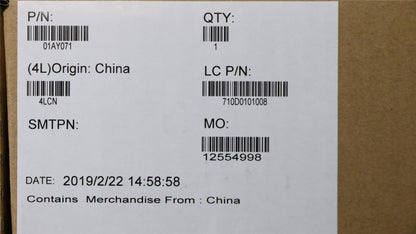 P/N: QTY:
01AY071 1
(4L)Origin: China LC P/N:
4LCN 710D0101008
SMTPN: MO:
12554998
DATE: 2019/2/22 14:58:58
Contains Merchandise From : China